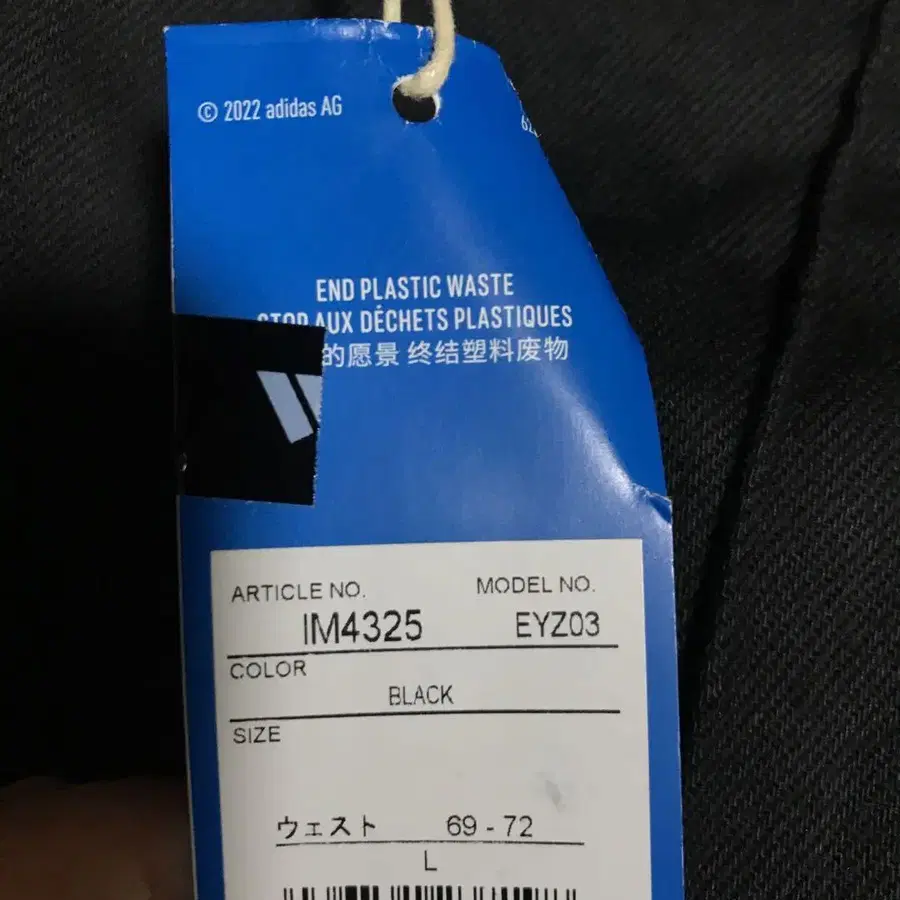 © 2022 adidas AG
END PLASTIC WASTE
STOP AUX DÉCHETS PLASTIQUES
的愿景 终结塑料废物
ARTICLE NO. MODEL NO.
IM4325 EYZ03
COLOR
BLACK
SIZE
ウェスト 69 - 72
L